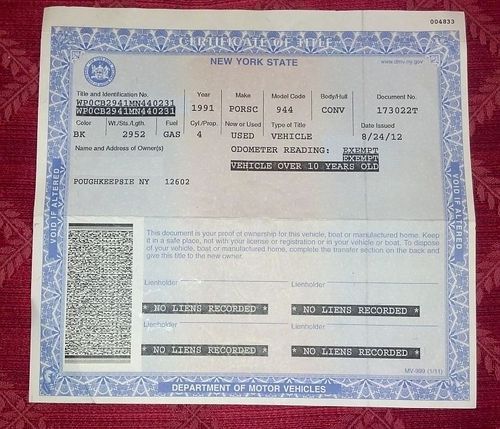 004833
CERTIFICATE OF TITLE
NEW YORK STATE
www.dmv.ny.gov
Title and Identification No. Year Make Model Code Body/Hull Document No.
WP0CB2941MN440231
WP0CB2941MN440231 1991 PORSC 944 CONV 173022T
Color Wt./Sts./Lgth. Fuel Cyl./Prop. New or Used Type of Title Date Issued
BK 2952 GAS 4 USED VEHICLE 8/24/12
Name and Address of Owner(s) ODOMETER READING: EXEMPT
EXEMPT
VEHICLE OVER 10 YEARS OLD
POUGHKEEPSIE NY 12602
VOID IF ALTERED
VOID IF ALTERED
This document is your proof of ownership for this vehicle, boat or manufactured home. Keep
it in a safe place, not with your license or registration or in your vehicle or boat. To dispose
of your vehicle, boat or manufactured home, complete the transfer section on the back and
give this title to the new owner.
Lienholder Lienholder
* NO LIENS RECORDED * * NO LIENS RECORDED *
Lienholder Lienholder
* NO LIENS RECORDED * * NO LIENS RECORDED *
MV-999 (1/11)
DEPARTMENT OF MOTOR VEHICLES